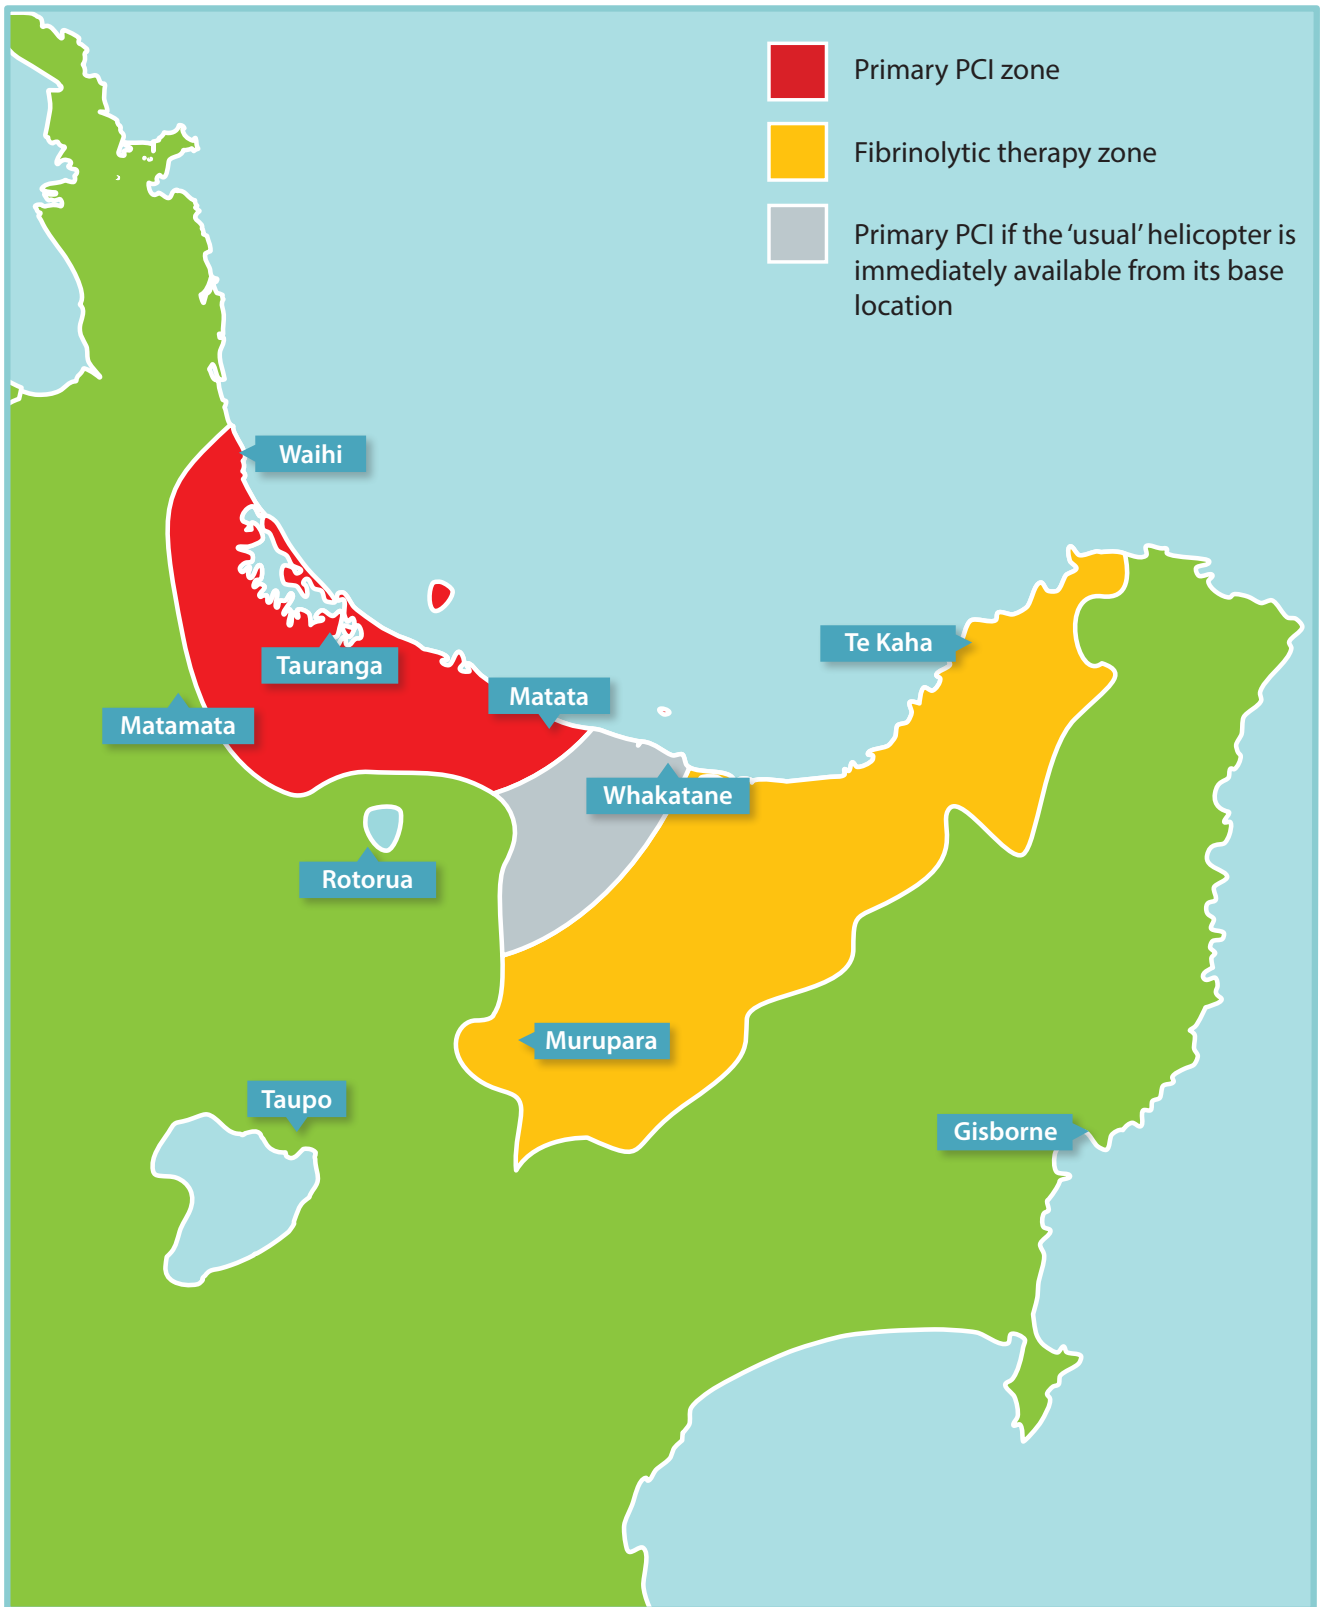 Primary PCI zone
Fibrinolytic therapy zone
Primary PCI if the ‘usual’ helicopter is
immediately available from its base
location
Waihi
Te Kaha
Tauranga
Matata
Matamata
Whakatane
Rotorua
Murupara
Taupo
Gisborne